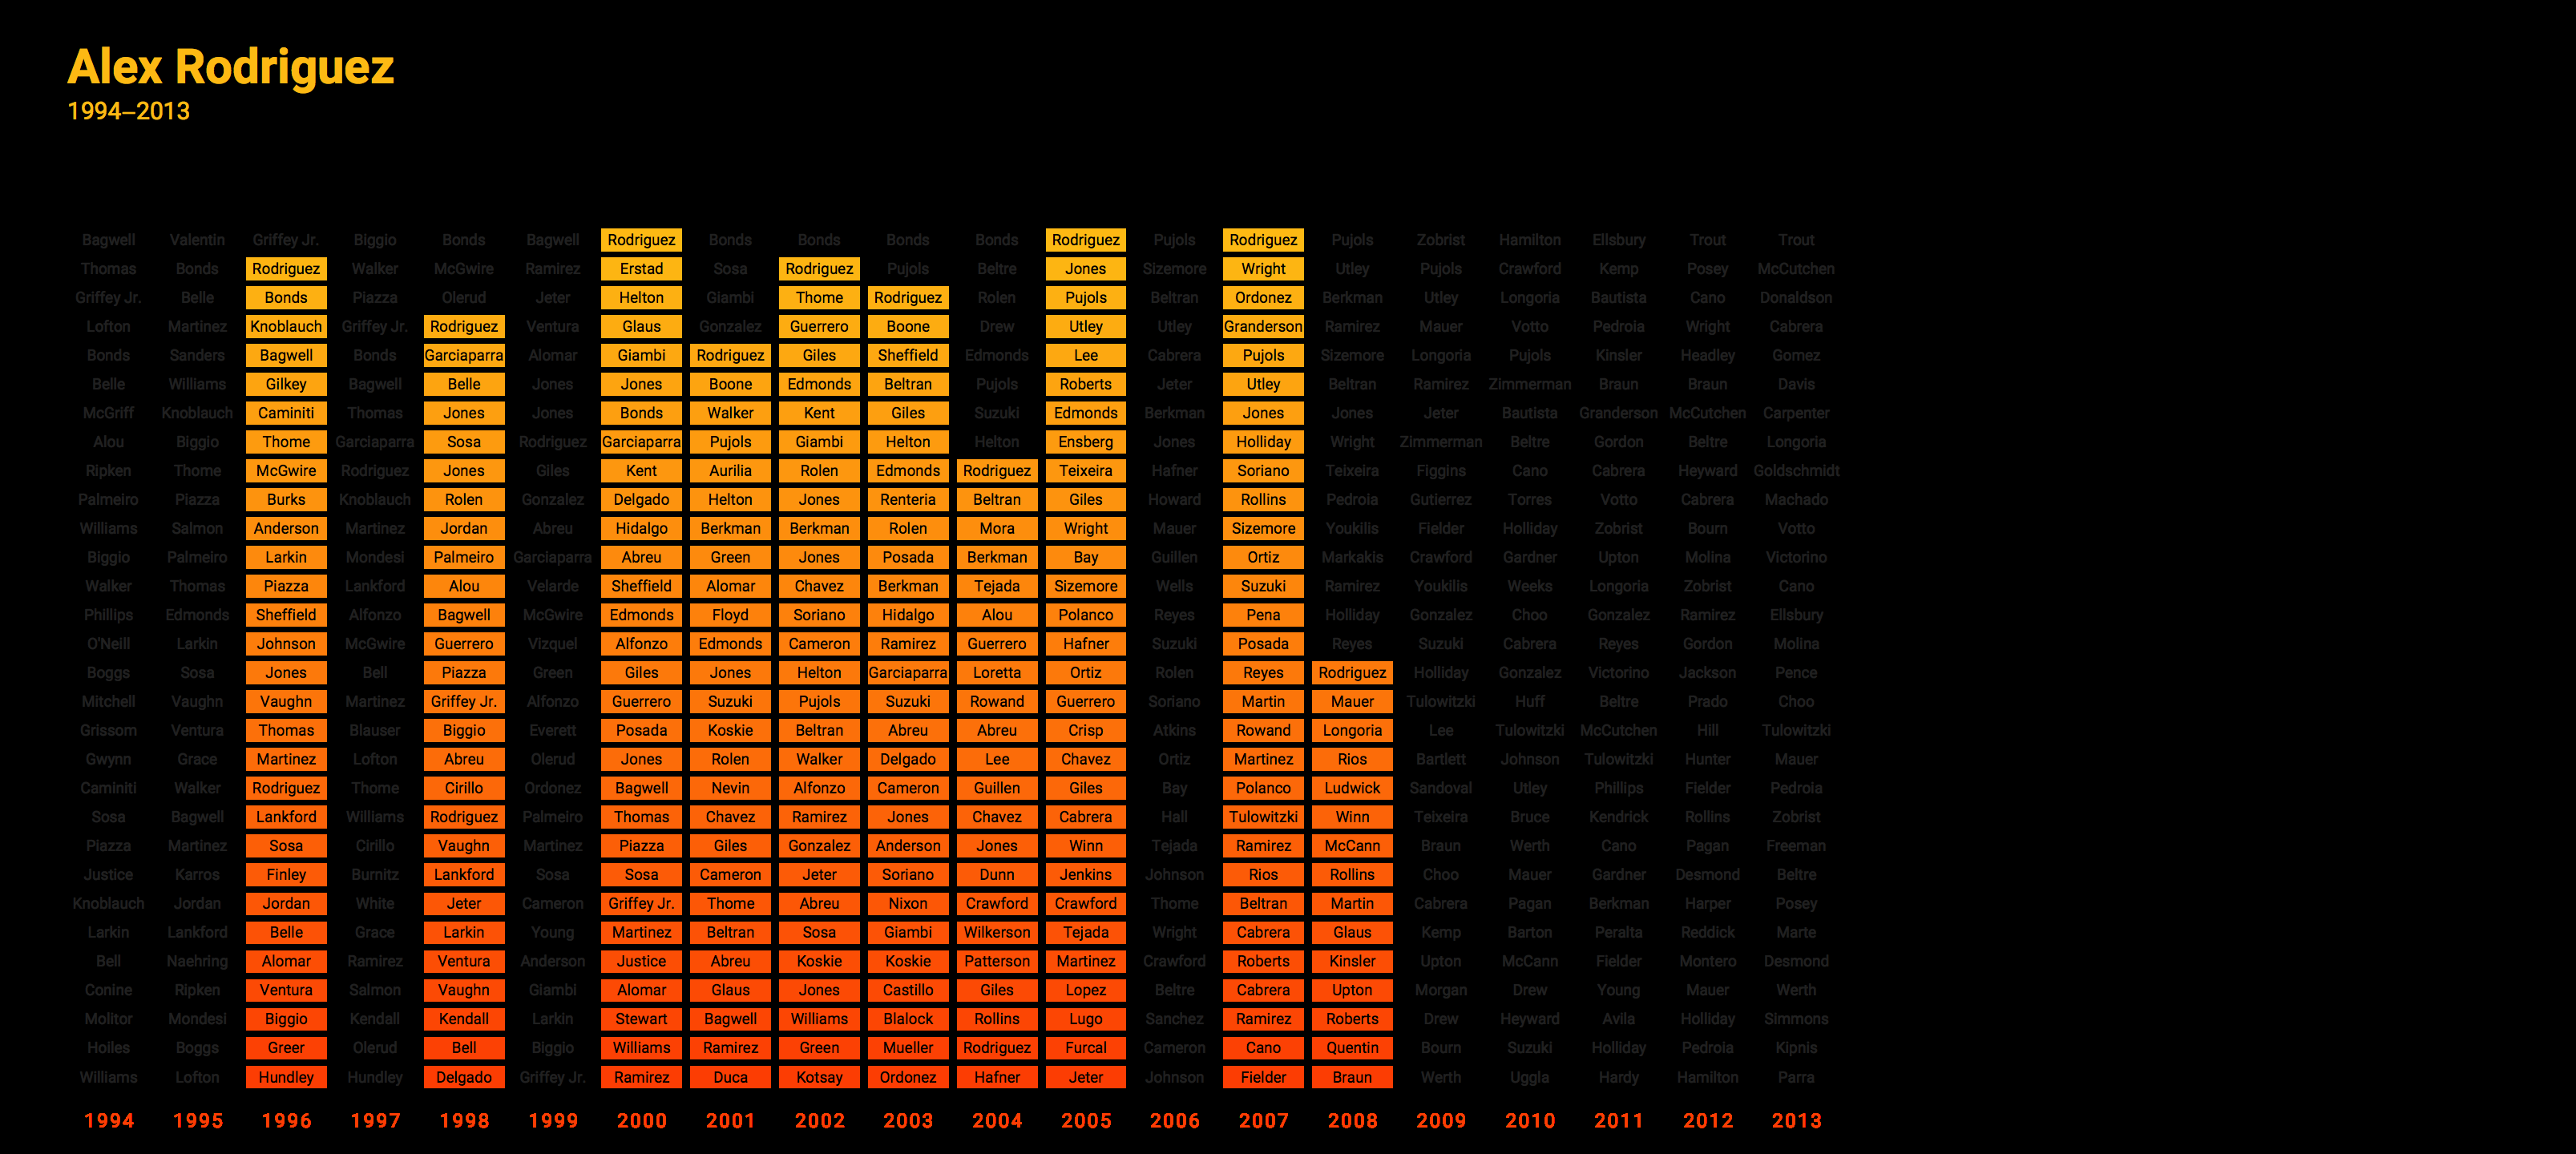 Alex Rodriguez
1994–2013
Bagwell Valentin Griffey Jr. Biggio Bonds Bagwell Rodriguez Bonds Bonds Bonds Bonds Rodriguez Pujols Rodriguez Pujols Zobrist Hamilton Ellsbury Trout Trout
Thomas Bonds Rodriguez Walker McGwire Ramirez Erstad Sosa Rodriguez Pujols Beltre Jones Sizemore Wright Utley Pujols Crawford Kemp Posey McCutchen
Griffey Jr. Belle Bonds Piazza Olerud Jeter Helton Giambi Thome Rodriguez Rolen Pujols Beltran Ordonez Berkman Utley Longoria Bautista Cano Donaldson
Lofton Martinez Knoblauch Griffey Jr. Rodriguez Ventura Glaus Gonzalez Guerrero Boone Drew Utley Utley Granderson Ramirez Mauer Votto Pedroia Wright Cabrera
Bonds Sanders Bagwell Bonds Garciaparra Alomar Giambi Rodriguez Giles Sheffield Edmonds Lee Cabrera Pujols Sizemore Longoria Pujols Kinsler Headley Gomez
Belle Williams Gilkey Bagwell Belle Jones Jones Boone Edmonds Beltran Pujols Roberts Jeter Utley Beltran Ramirez Zimmerman Braun Braun Davis
McGriff Knoblauch Caminiti Thomas Jones Jones Bonds Walker Kent Giles Suzuki Edmonds Berkman Jones Jones Jeter Bautista Granderson McCutchen Carpenter
Alou Biggio Thome Garciaparra Sosa Rodriguez Garciaparra Pujols Giambi Helton Helton Ensberg Jones Holliday Wright Zimmerman Beltre Gordon Beltre Longoria
Ripken Thome McGwire Rodriguez Jones Giles Kent Aurilia Rolen Edmonds Rodriguez Teixeira Hafner Soriano Teixeira Figgins Cano Cabrera Heyward Goldschmidt
Palmeiro Piazza Burks Knoblauch Rolen Gonzalez Delgado Helton Jones Renteria Beltran Giles Howard Rollins Pedroia Gutierrez Torres Votto Cabrera Machado
Williams Salmon Anderson Martinez Jordan Abreu Hidalgo Berkman Berkman Rolen Mora Wright Mauer Sizemore Youkilis Fielder Holliday Zobrist Bourn Votto
Biggio Palmeiro Larkin Mondesi Palmeiro Garciaparra Abreu Green Jones Posada Berkman Bay Guillen Ortiz Markakis Crawford Gardner Upton Molina Victorino
Walker Thomas Piazza Lankford Alou Velarde Sheffield Alomar Chavez Berkman Tejada Sizemore Wells Suzuki Ramirez Youkilis Weeks Longoria Zobrist Cano
Phillips Edmonds Sheffield Alfonzo Bagwell McGwire Edmonds Floyd Soriano Hidalgo Alou Polanco Reyes Pena Holliday Gonzalez Choo Gonzalez Ramirez Ellsbury
O'Neill Larkin Johnson McGwire Guerrero Vizquel Alfonzo Edmonds Cameron Ramirez Guerrero Hafner Suzuki Posada Reyes Suzuki Cabrera Reyes Gordon Molina
Boggs Sosa Jones Bell Piazza Green Giles Jones Helton Garciaparra Loretta Ortiz Rolen Reyes Rodriguez Holliday Gonzalez Victorino Jackson Pence
Mitchell Vaughn Vaughn Martinez Griffey Jr. Alfonzo Guerrero Suzuki Pujols Suzuki Rowand Guerrero Soriano Martin Mauer Tulowitzki Huff Beltre Prado Choo
Grissom Ventura Thomas Blauser Biggio Everett Posada Koskie Beltran Abreu Abreu Crisp Atkins Rowand Longoria Lee Tulowitzki McCutchen Hill Tulowitzki
Gwynn Grace Martinez Lofton Abreu Olerud Jones Rolen Walker Delgado Lee Chavez Ortiz Martinez Rios Bartlett Johnson Tulowitzki Hunter Mauer
Caminiti Walker Rodriguez Thome Cirillo Ordonez Bagwell Nevin Alfonzo Cameron Guillen Giles Bay Polanco Ludwick Sandoval Utley Phillips Fielder Pedroia
Sosa Bagwell Lankford Williams Rodriguez Palmeiro Thomas Chavez Ramirez Jones Chavez Cabrera Hall Tulowitzki Winn Teixeira Bruce Kendrick Rollins Zobrist
Piazza Martinez Sosa Cirillo Vaughn Martinez Piazza Giles Gonzalez Anderson Jones Winn Tejada Ramirez McCann Braun Werth Cano Pagan Freeman
Justice Karros Finley Burnitz Lankford Sosa Sosa Cameron Jeter Soriano Dunn Jenkins Johnson Rios Rollins Choo Mauer Gardner Desmond Beltre
Knoblauch Jordan Jordan White Jeter Cameron Griffey Jr. Thome Abreu Nixon Crawford Crawford Thome Beltran Martin Cabrera Pagan Berkman Harper Posey
Larkin Lankford Belle Grace Larkin Young Martinez Beltran Sosa Giambi Wilkerson Tejada Wright Cabrera Glaus Kemp Barton Peralta Reddick Marte
Bell Naehring Alomar Ramirez Ventura Anderson Justice Abreu Koskie Koskie Patterson Martinez Crawford Roberts Kinsler Upton McCann Fielder Montero Desmond
Conine Ripken Ventura Salmon Vaughn Giambi Alomar Glaus Jones Castillo Giles Lopez Beltre Cabrera Upton Morgan Drew Young Mauer Werth
Molitor Mondesi Biggio Kendall Kendall Larkin Stewart Bagwell Williams Blalock Rollins Lugo Sanchez Ramirez Roberts Drew Heyward Avila Holliday Simmons
Hoiles Boggs Greer Olerud Bell Biggio Williams Ramirez Green Mueller Rodriguez Furcal Cameron Cano Quentin Bourn Suzuki Holliday Pedroia Kipnis
Williams Lofton Hundley Hundley Delgado Griffey Jr. Ramirez Duca Kotsay Ordonez Hafner Jeter Johnson Fielder Braun Werth Uggla Hardy Hamilton Parra
1994 1995 1996 1997 1998 1999 2000 2001 2002 2003 2004 2005 2006 2007 2008 2009 2010 2011 2012 2013